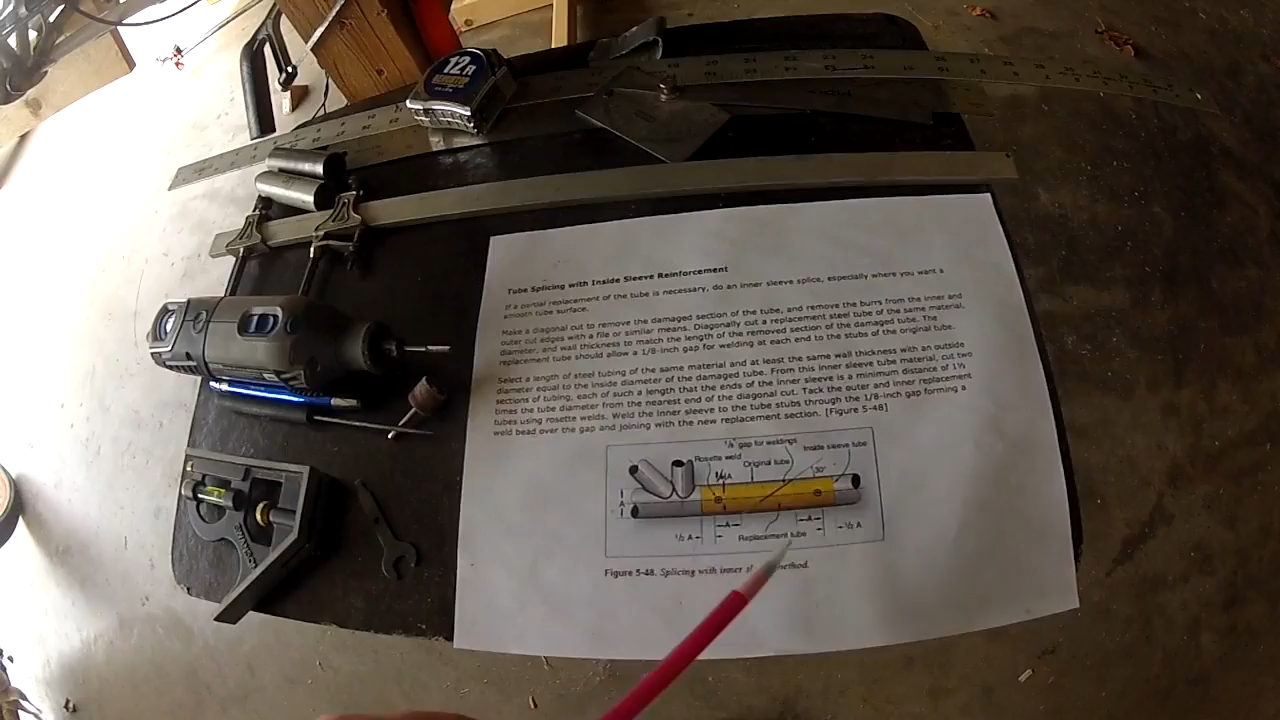 12 ft
Tube Splicing with Inside Sleeve Reinforcement
If a partial replacement of the tube is necessary, do an inner sleeve splice, especially where you want a
smooth tube surface.
Make a diagonal cut to remove the damaged section of the tube, and remove the burrs from the inner and
outer cut edges with a file or similar means. Diagonally cut a replacement steel tube of the same material,
diameter, and wall thickness to match the length of the removed section of the damaged tube. The
replacement tube should allow a 1/8-inch gap for welding at each end to the stubs of the original tube.
Select a length of steel tubing of the same material and at least the same wall thickness with an outside
diameter equal to the inside diameter of the damaged tube. From this inner sleeve tube material, cut two
sections of tubing, each of such a length that the ends of the inner sleeve is a minimum distance of 1½
times the tube diameter from the nearest end of the diagonal cut. Tack the outer and inner replacement
tubes using rosette welds. Weld the inner sleeve to the tube stubs through the 1/8-inch gap forming a
weld bead over the gap and joining with the new replacement section. [Figure 5-48]
⅛" gap for weldings
Rosette weld
Inside sleeve tube
Original tube
¼A
30°
A
A
A
½ A
½ A
Replacement tube
Figure 5-48. Splicing with inner method.
STANLEY